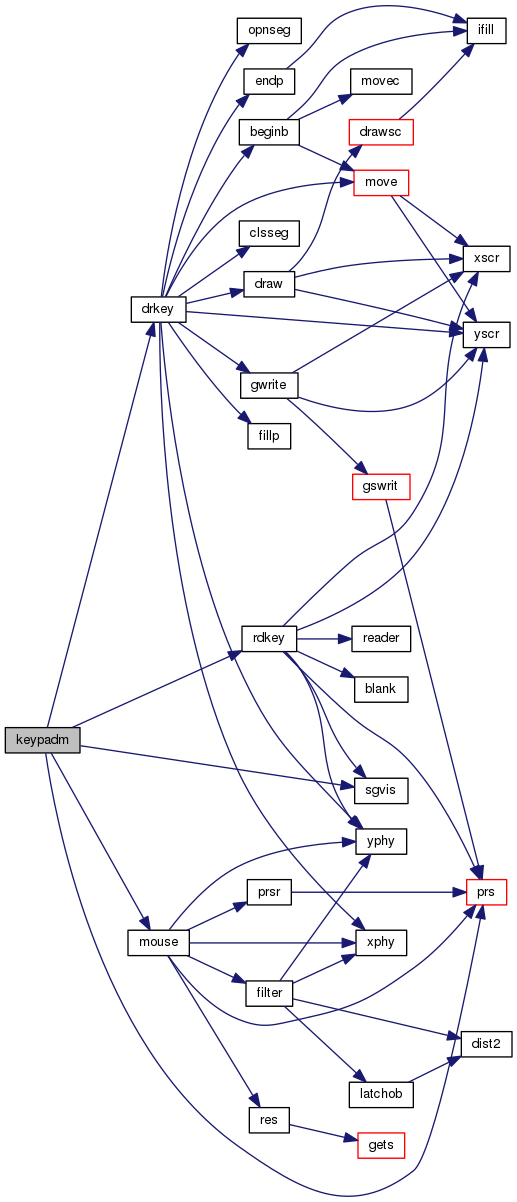 opnseg
ifill
endp
movec
beginb
drawsc
move
clsseg
xscr
draw
drkey
yscr
gwrite
fillp
gswrit
rdkey
reader
blank
keypadm
sgvis
yphy
prsr
prs
mouse
xphy
filter
dist2
latchob
res
gets